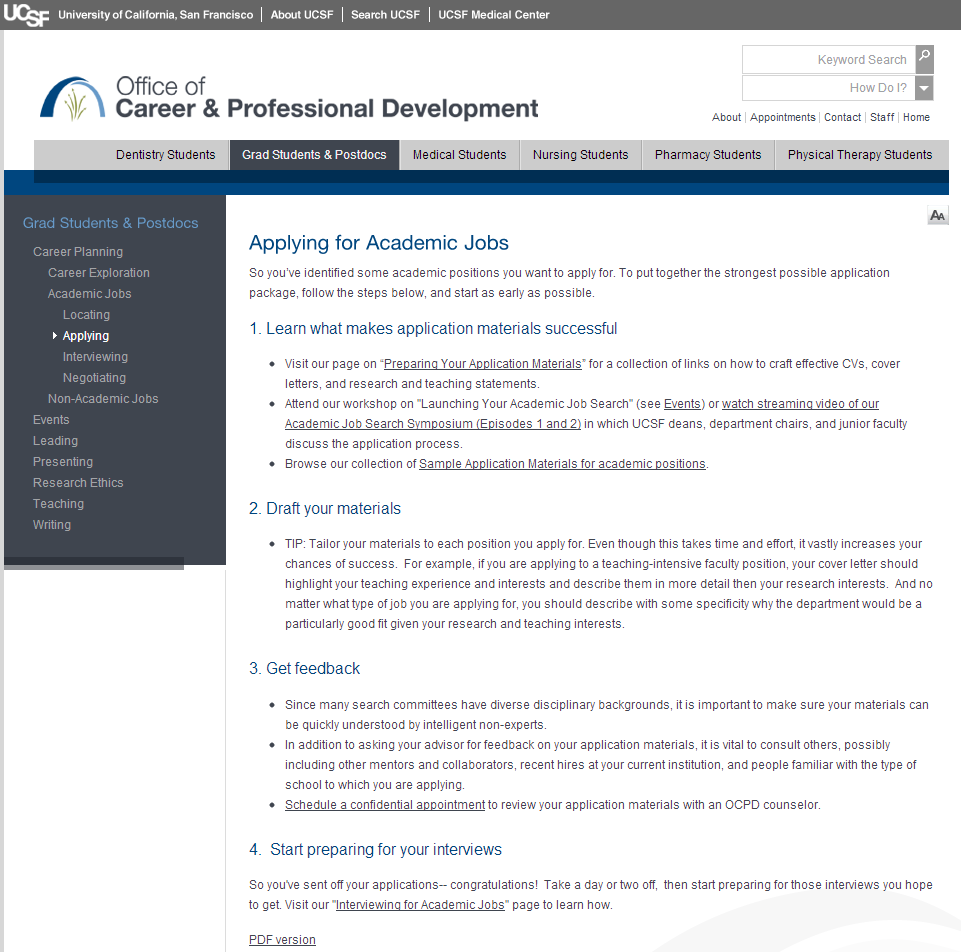 UCSF University of California, San Francisco | About UCSF | Search UCSF | UCSF Medical Center
Keyword Search
How Do I?
Office of
Career & Professional Development
About | Appointments | Contact | Staff | Home
Dentistry Students Grad Students & Postdocs Medical Students Nursing Students Pharmacy Students Physical Therapy Students
AA
Grad Students & Postdocs
Career Planning
Career Exploration
Academic Jobs
Locating
Applying
Interviewing
Negotiating
Non-Academic Jobs
Events
Leading
Presenting
Research Ethics
Teaching
Writing
Applying for Academic Jobs
So you've identified some academic positions you want to apply for. To put together the strongest possible application
package, follow the steps below, and start as early as possible.
1. Learn what makes application materials successful
• Visit our page on “Preparing Your Application Materials” for a collection of links on how to craft effective CVs, cover
letters, and research and teaching statements.
• Attend our workshop on "Launching Your Academic Job Search" (see Events) or watch streaming video of our
Academic Job Search Symposium (Episodes 1 and 2) in which UCSF deans, department chairs, and junior faculty
discuss the application process.
• Browse our collection of Sample Application Materials for academic positions.
2. Draft your materials
• TIP: Tailor your materials to each position you apply for. Even though this takes time and effort, it vastly increases your
chances of success.  For example, if you are applying to a teaching-intensive faculty position, your cover letter should
highlight your teaching experience and interests and describe them in more detail then your research interests.  And no
matter what type of job you are applying for, you should describe with some specificity why the department would be a
particularly good fit given your research and teaching interests.
3. Get feedback
• Since many search committees have diverse disciplinary backgrounds, it is important to make sure your materials can
be quickly understood by intelligent non-experts.
• In addition to asking your advisor for feedback on your application materials, it is vital to consult others, possibly
including other mentors and collaborators, recent hires at your current institution, and people familiar with the type of
school to which you are applying.
• Schedule a confidential appointment to review your application materials with an OCPD counselor.
4.  Start preparing for your interviews
So you've sent off your applications-- congratulations!  Take a day or two off,  then start preparing for those interviews you hope
to get. Visit our "Interviewing for Academic Jobs" page to learn how.
PDF version